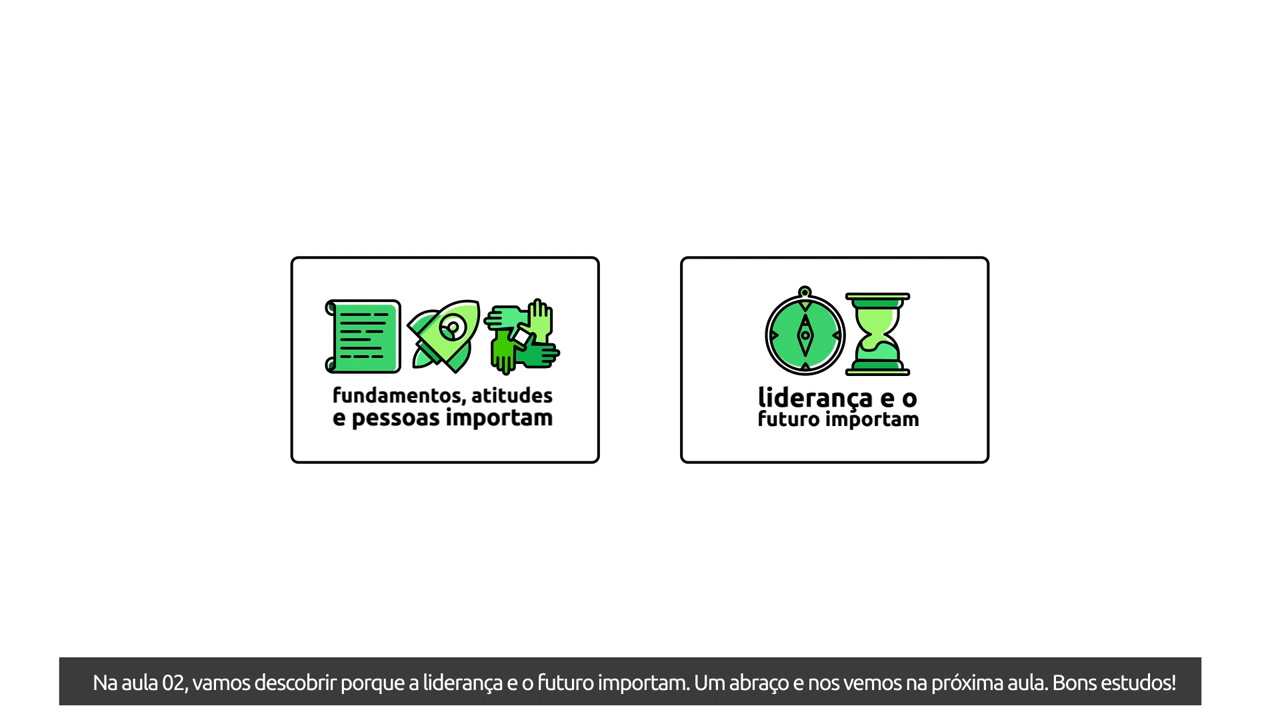 fundamentos, atitudes
e pessoas importam
liderança e o
futuro importam
Na aula 02, vamos descobrir porque a liderança e o futuro importam. Um abraço e nos vemos na próxima aula. Bons estudos!